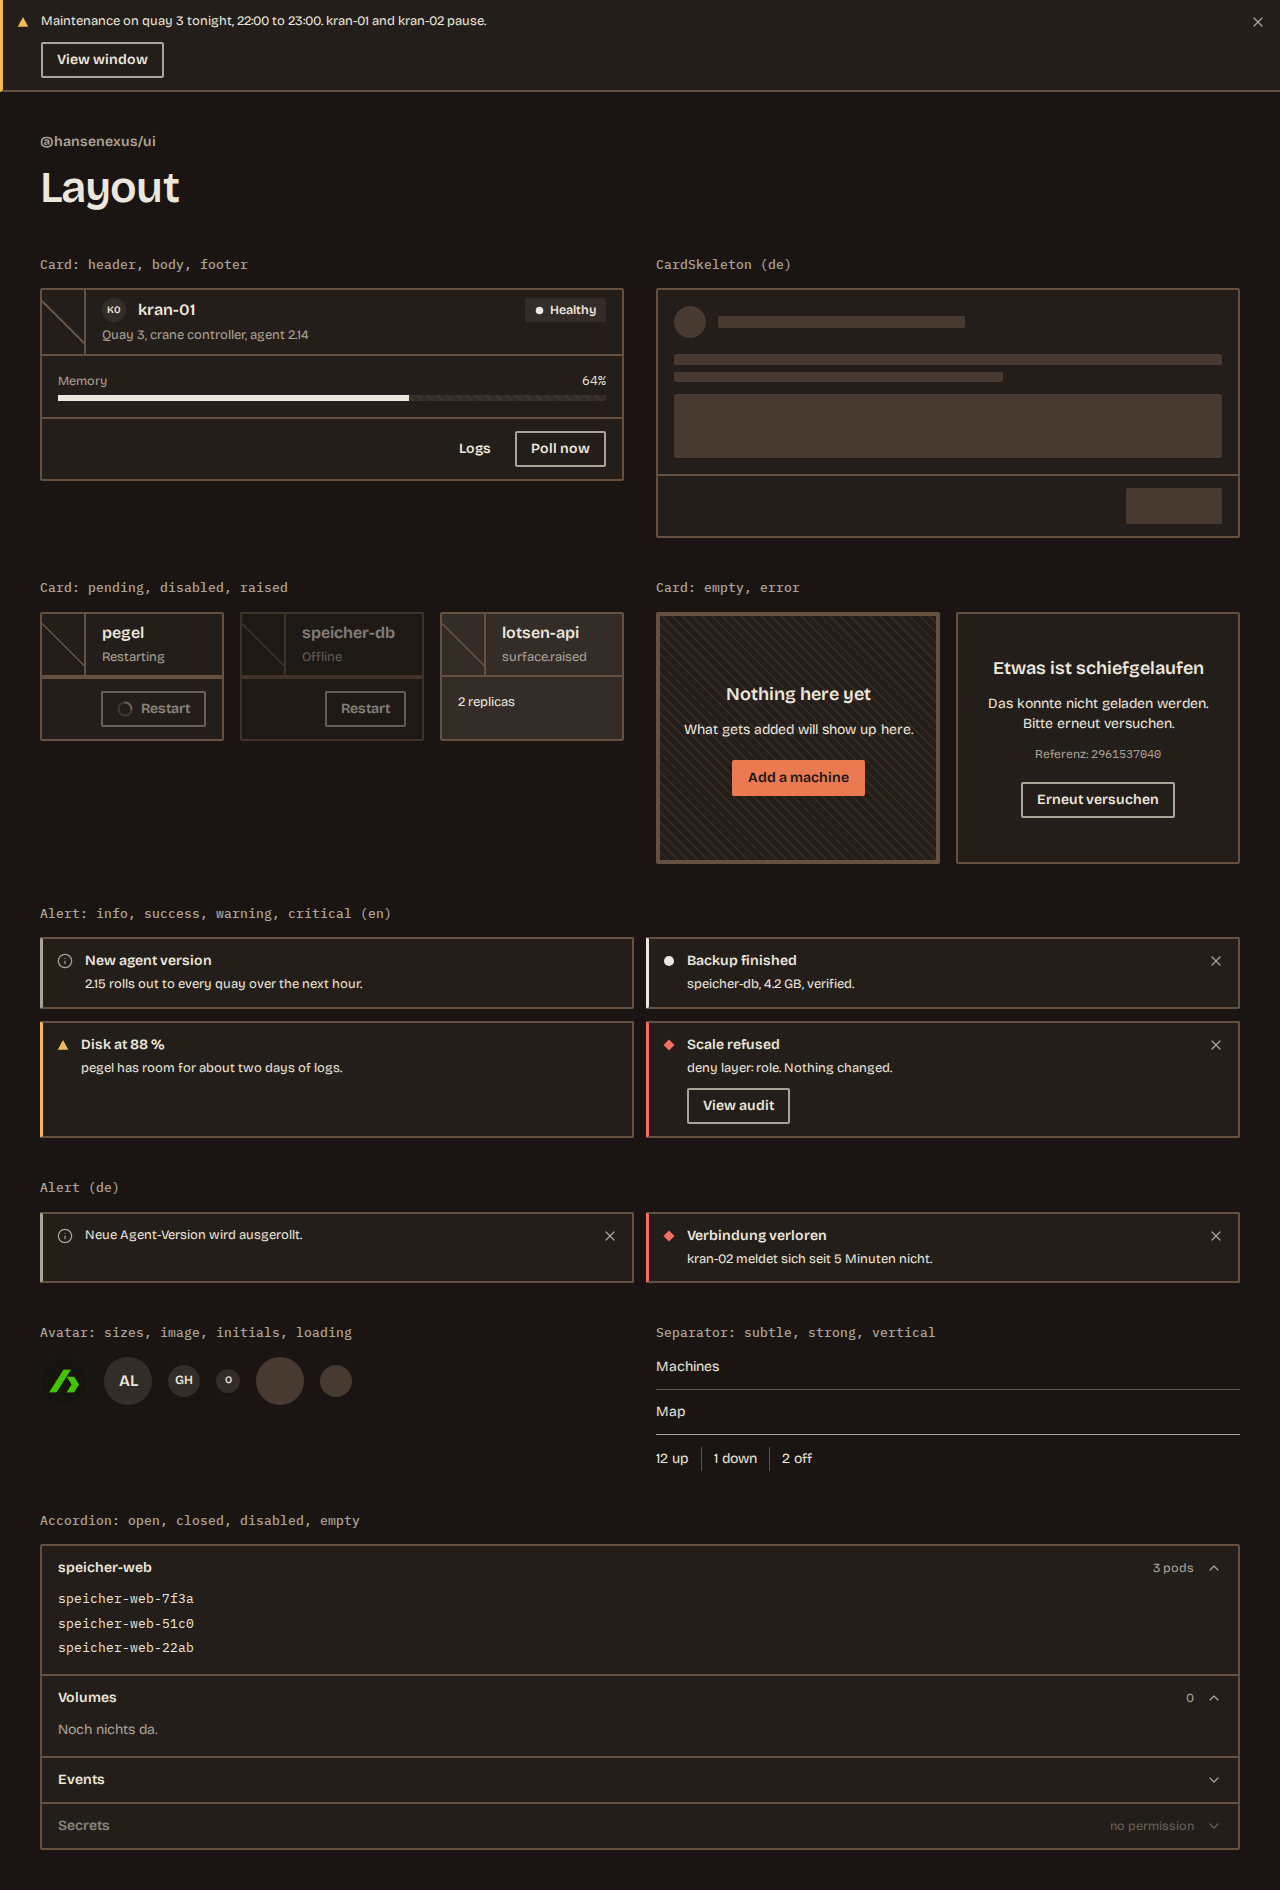 Maintenance on quay 3 tonight, 22:00 to 23:00. kran-01 and kran-02 pause.
View window
@hansenexus/ui
Layout
Card: header, body, footer
K0 kran-01
Healthy
Quay 3, crane controller, agent 2.14
Memory 64%
Logs
Poll now
CardSkeleton (de)
Card: pending, disabled, raised
pegel
Restarting
Restart
speicher-db
Offline
Restart
lotsen-api
surface.raised
2 replicas
Card: empty, error
Nothing here yet
What gets added will show up here.
Add a machine
Etwas ist schiefgelaufen
Das konnte nicht geladen werden.
Bitte erneut versuchen.
Referenz: 2961537040
Erneut versuchen
Alert: info, success, warning, critical (en)
New agent version
2.15 rolls out to every quay over the next hour.
Backup finished
speicher-db, 4.2 GB, verified.
Disk at 88 %
pegel has room for about two days of logs.
Scale refused
deny layer: role. Nothing changed.
View audit
Alert (de)
Neue Agent-Version wird ausgerollt.
Verbindung verloren
kran-02 meldet sich seit 5 Minuten nicht.
Avatar: sizes, image, initials, loading
AL
GH
O
Separator: subtle, strong, vertical
Machines
Map
12 up
1 down
2 off
Accordion: open, closed, disabled, empty
speicher-web
3 pods
speicher-web-7f3a
speicher-web-51c0
speicher-web-22ab
Volumes
0
Noch nichts da.
Events
Secrets
no permission